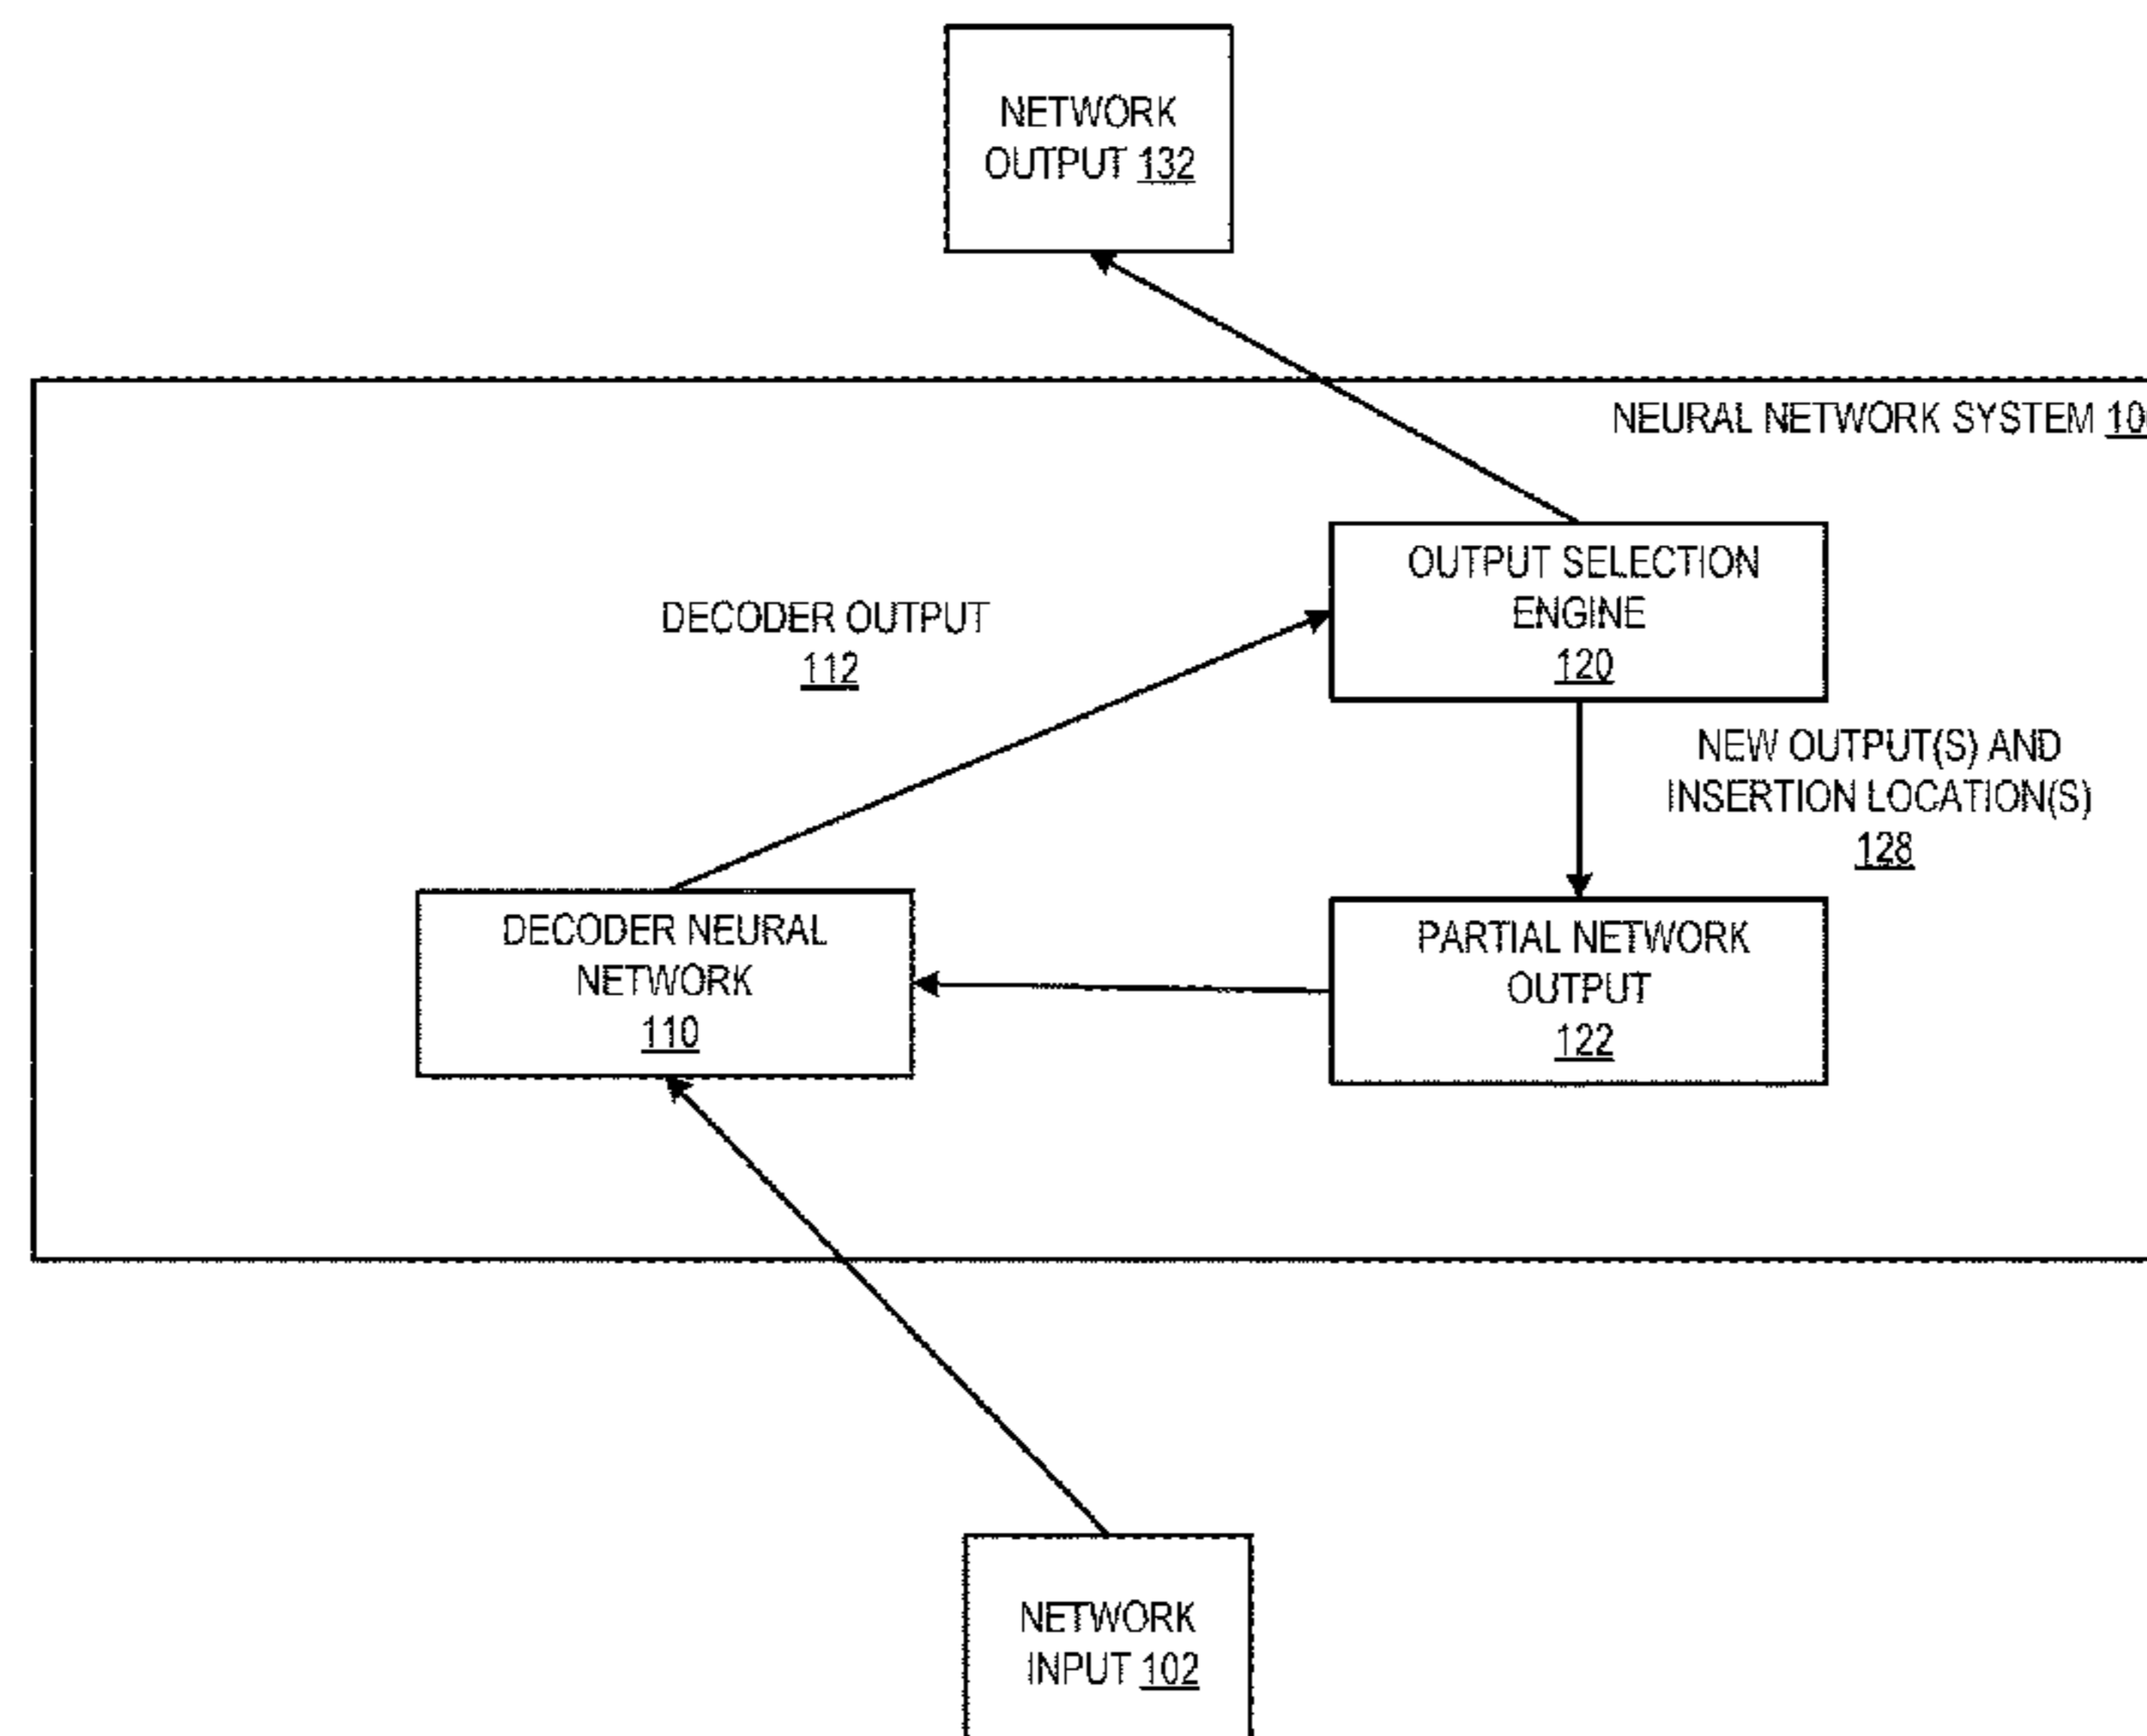 NETWORK
OUTPUT 132
NEURAL NETWORK SYSTEM
OUTPUT SELECTION
ENGINE
120
DECODER OUTPUT
112
NEW OUTPUT(S) AND
INSERTION LOCATION(S)
128
DECODER NEURAL
NETWORK
110
PARTIAL NETWORK
OUTPUT
122
NETWORK
INPUT 102